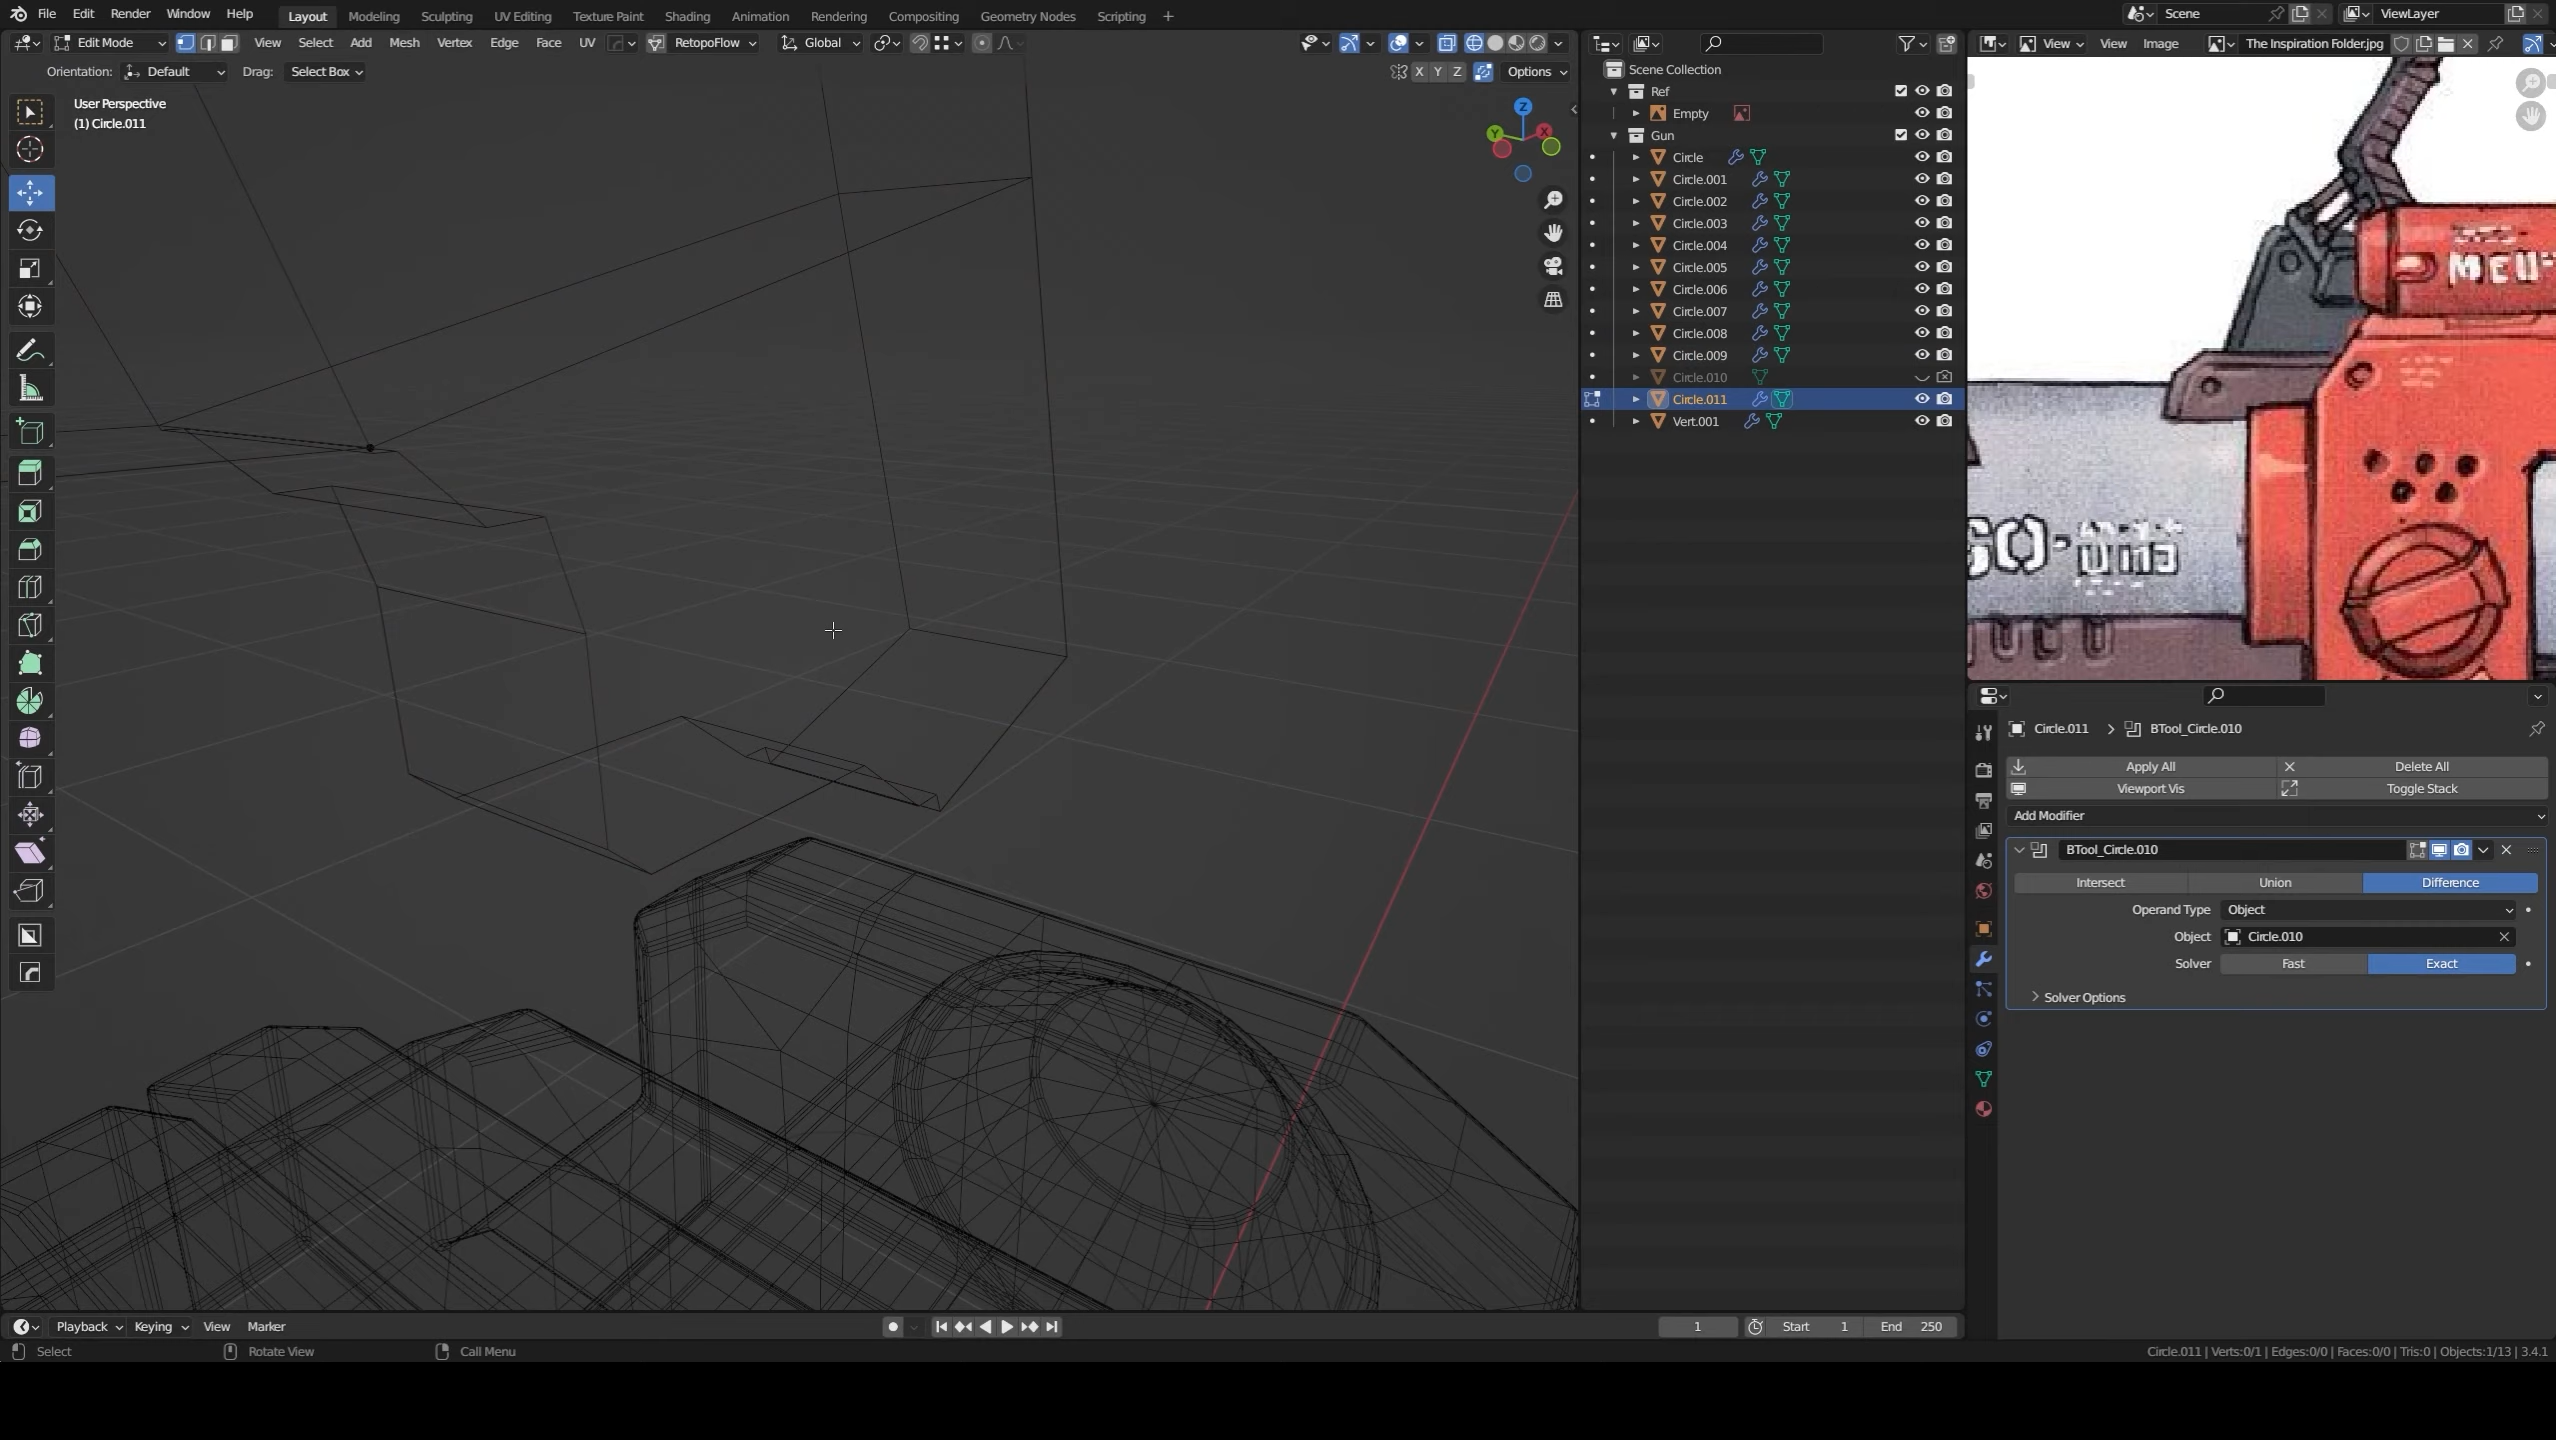 File Edit Render Window Help Layout Modeling Sculpting UV Editing Texture Paint Shading Animation Rendering Compositing Geometry Nodes Scripting + Scene ViewLayer
Edit Mode View Select Add Mesh Vertex Edge Face UV RetopoFlow Global View View Image The Inspiration Folder.jpg
Orientation: Default Drag: Select Box X Y Z Options
User Perspective
(1) Circle.011
Z
Y
X
Scene Collection
Ref
Empty
Gun
Circle
Circle.001
Circle.002
Circle.003
Circle.004
Circle.005
Circle.006
Circle.007
Circle.008
Circle.009
Circle.010
Circle.011
Vert.001
Circle.011 BTool_Circle.010
Apply All Delete All
Viewport Vis Toggle Stack
Add Modifier
BTool_Circle.010
Intersect Union Difference
Operand Type Object
Object Circle.010
Solver Fast Exact
Solver Options
Playback Keying View Marker 1 Start 1 End 250
Select Rotate View Call Menu Circle.011 | Verts:0/1 | Edges:0/0 | Faces:0/0 | Tris:0 | Objects:1/13 | 3.4.1